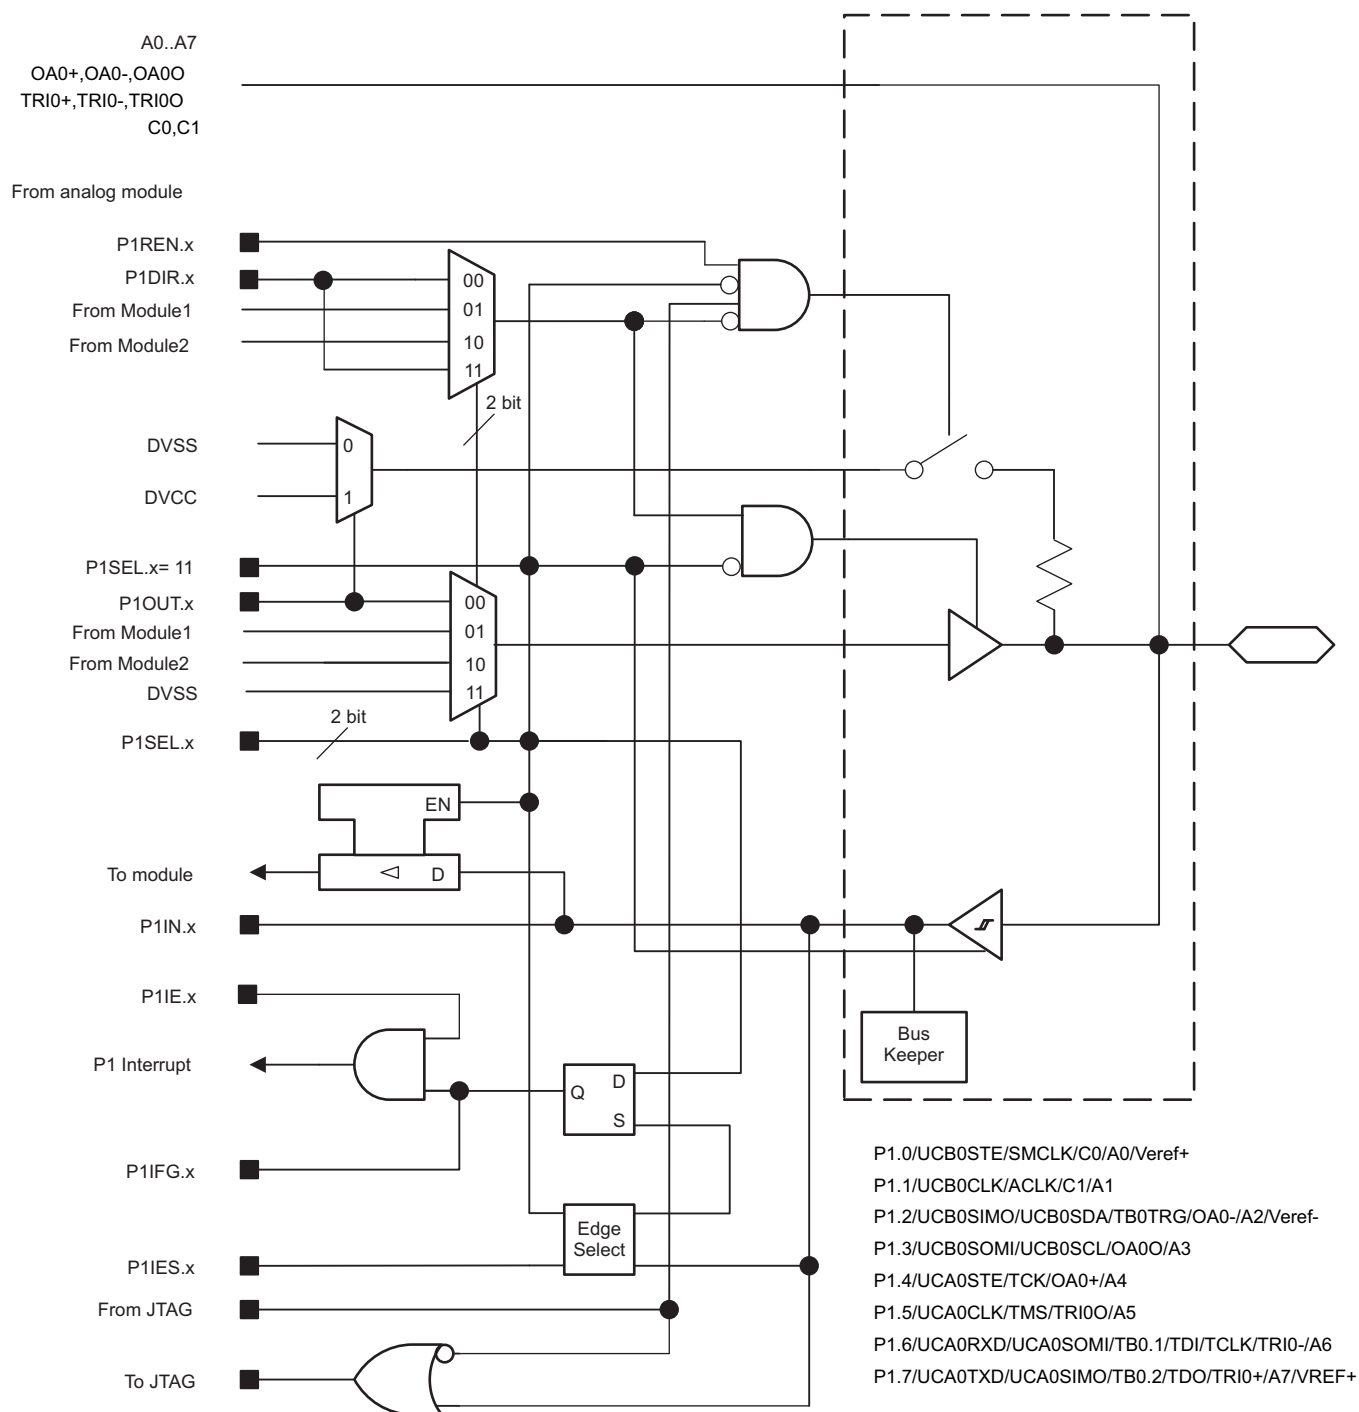 A0..A7
OA0+,OA0-,OA0O
TRI0+,TRI0-,TRI0O
C0,C1
From analog module
P1REN.x
P1DIR.x
00
From Module1
01
From Module2
10
11
2 bit
DVSS
0
DVCC
1
P1SEL.x= 11
P1OUT.x
00
From Module1
01
From Module2
10
DVSS
11
2 bit
P1SEL.x
EN
To module
D
P1IN.x
P1IE.x
Bus
Keeper
P1 Interrupt
Q
D
S
P1IFG.x
Edge
Select
P1IES.x
From JTAG
To JTAG
P1.0/UCB0STE/SMCLK/C0/A0/Veref+
P1.1/UCB0CLK/ACLK/C1/A1
P1.2/UCB0SIMO/UCB0SDA/TB0TRG/OA0-/A2/Veref-
P1.3/UCB0SOMI/UCB0SCL/OA0O/A3
P1.4/UCA0STE/TCK/OA0+/A4
P1.5/UCA0CLK/TMS/TRI0O/A5
P1.6/UCA0RXD/UCA0SOMI/TB0.1/TDI/TCLK/TRI0-/A6
P1.7/UCA0TXD/UCA0SIMO/TB0.2/TDO/TRI0+/A7/VREF+